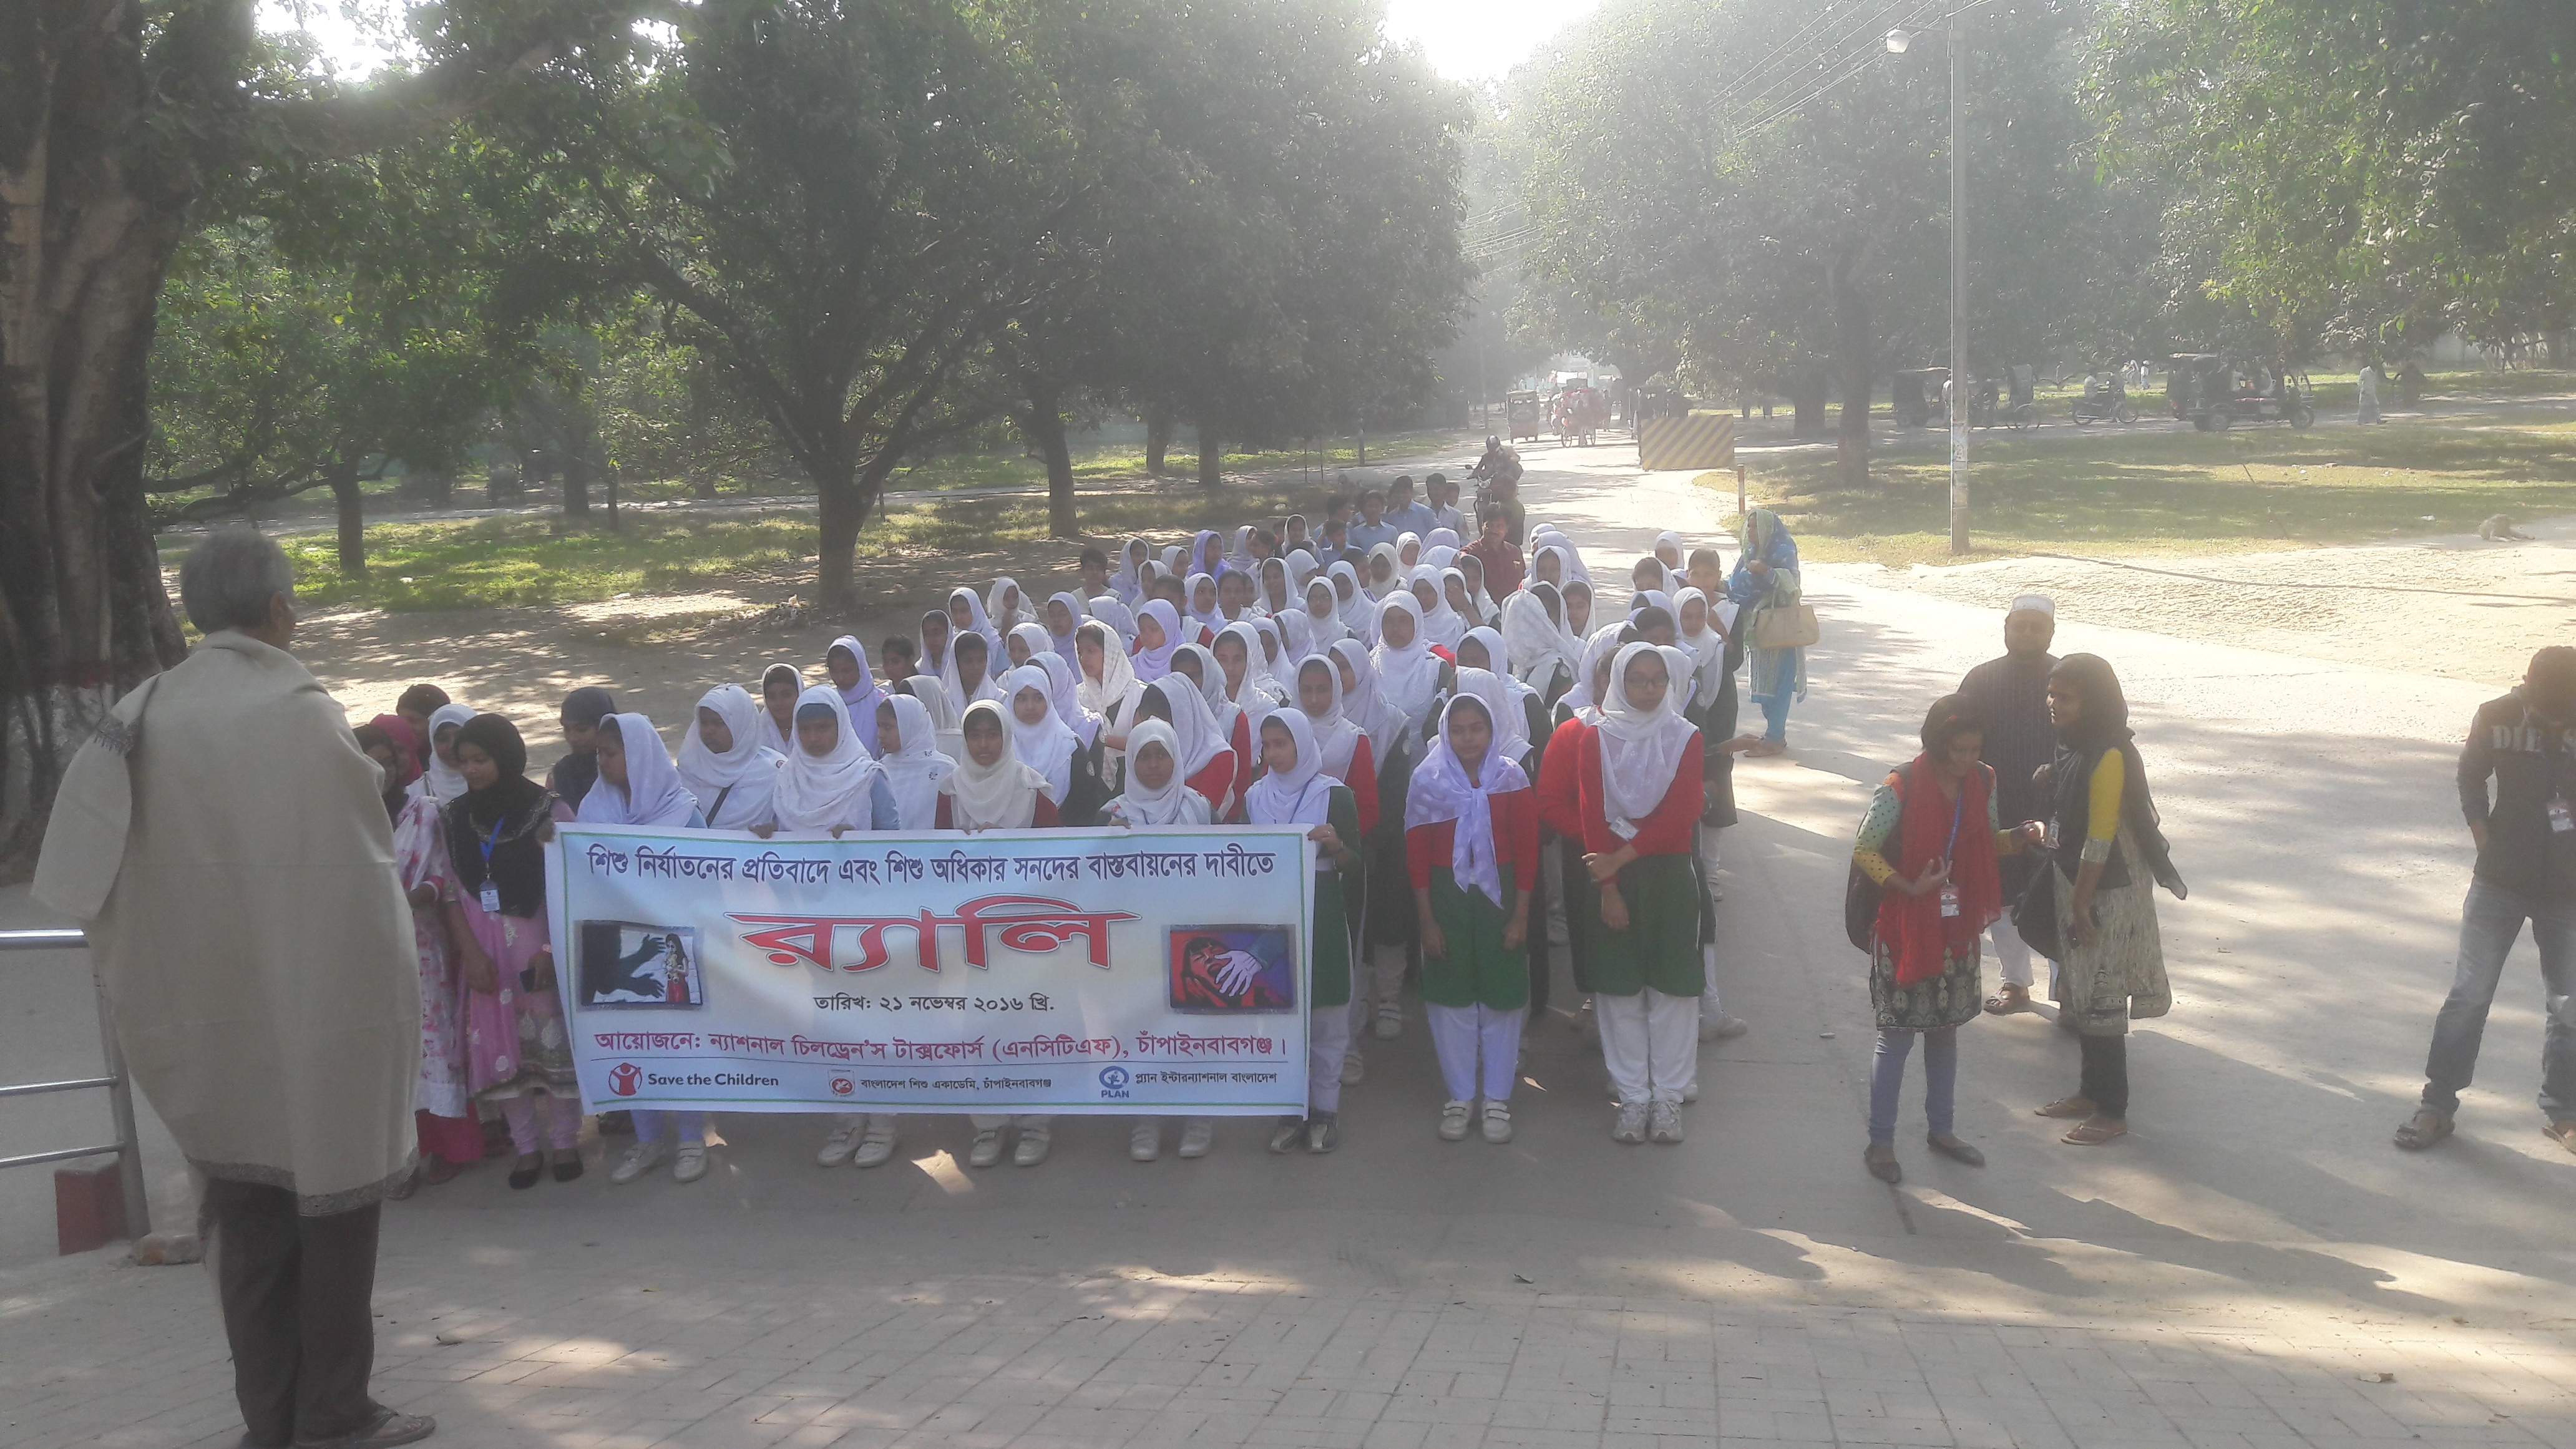 শিশু নির্যাতনের প্রতিবাদে এবং শিশু অধিকার সনদের বাস্তবায়নের দাবীতে
র‍্যালি
তারিখ: ২১ নভেম্বর ২০১৬ খ্রি.
আয়োজনে: ন্যাশনাল চিলড্রেন'স টাক্সফোর্স (এনসিটিএফ), চাঁপাইনবাবগঞ্জ।
Save the Children
বাংলাদেশ শিশু একাডেমি, চাঁপাইনবাবগঞ্জ
PLAN
প্ল্যান ইন্টারন্যাশনাল বাংলাদেশ